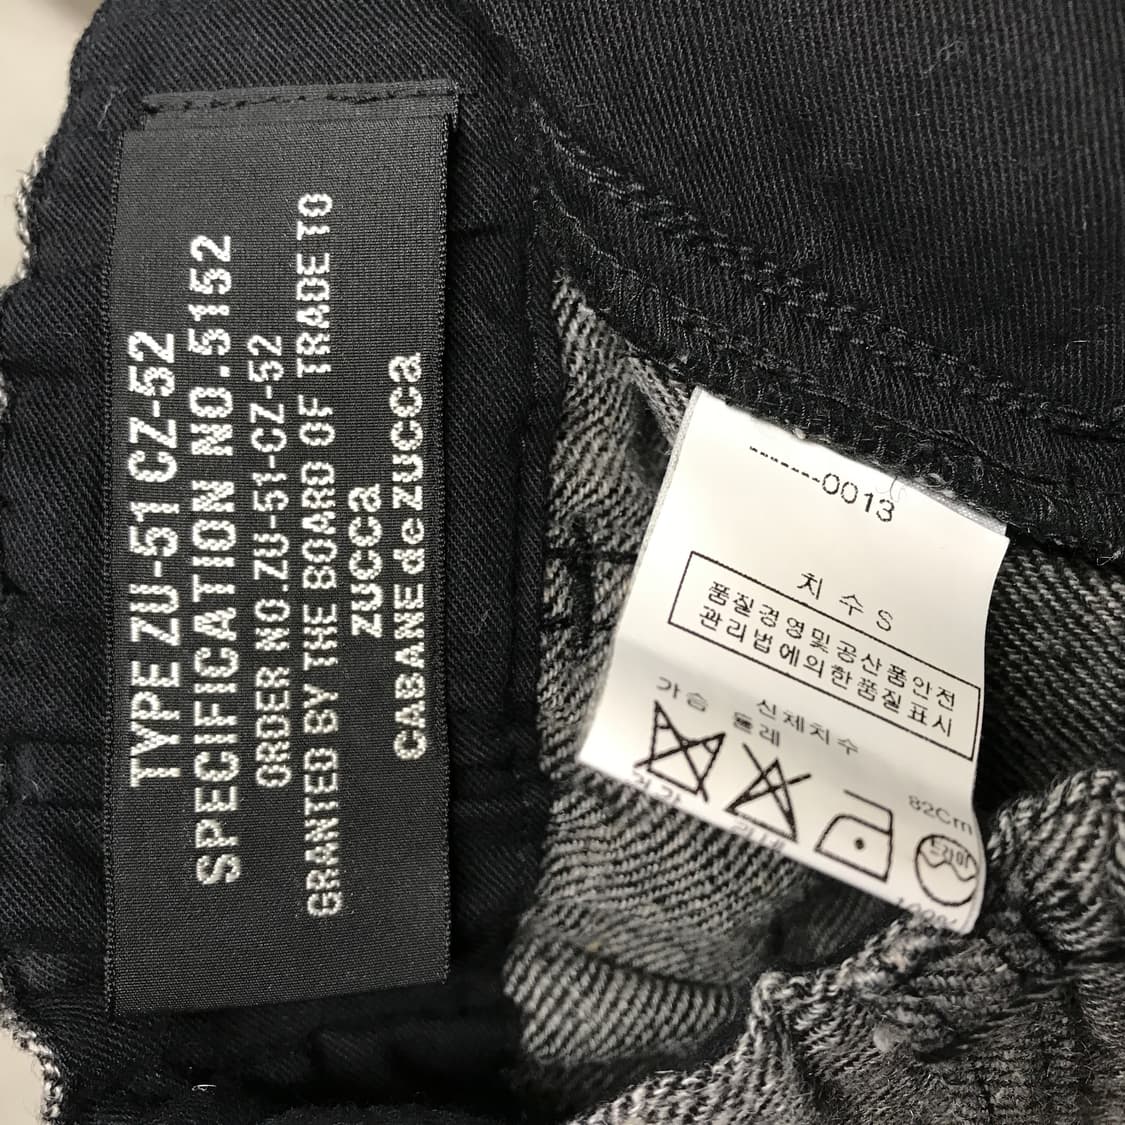 TYPE ZU-51 CZ-52
SPECIFICATION NO.5152
ORDER NO.ZU-51-CZ-52
GRANTED BY THE BOARD OF TRADE TO
zucca
CABANE de zucca
-------0013
치 수 S
품질경영및공산품안전
관리법에의한품질표시
신체치수
가슴 둘레
82Cm
드라이